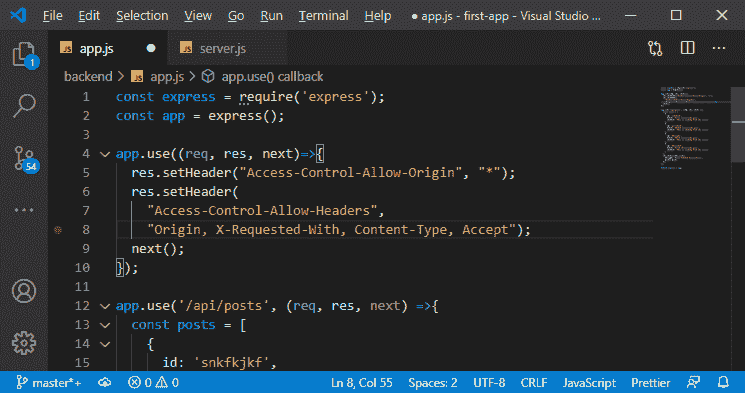 File Edit Selection View Go Run Terminal Help ● app.js - first-app - Visual Studio ...
JS app.js ● JS server.js
backend > JS app.js > app.use() callback
1 const express = require('express');
2 const app = express();
3
4 app.use((req, res, next)=>{
5 res.setHeader("Access-Control-Allow-Origin", "*");
6 res.setHeader(
7 "Access-Control-Allow-Headers",
8 "Origin, X-Requested-With, Content-Type, Accept");
9 next();
10 });
11
12 app.use('/api/posts', (req, res, next) =>{
13 const posts = [
14 {
15 id: 'snkfkjkf',
1
54
master*+ 0 0 Ln 8, Col 55 Spaces: 2 UTF-8 CRLF JavaScript Prettier